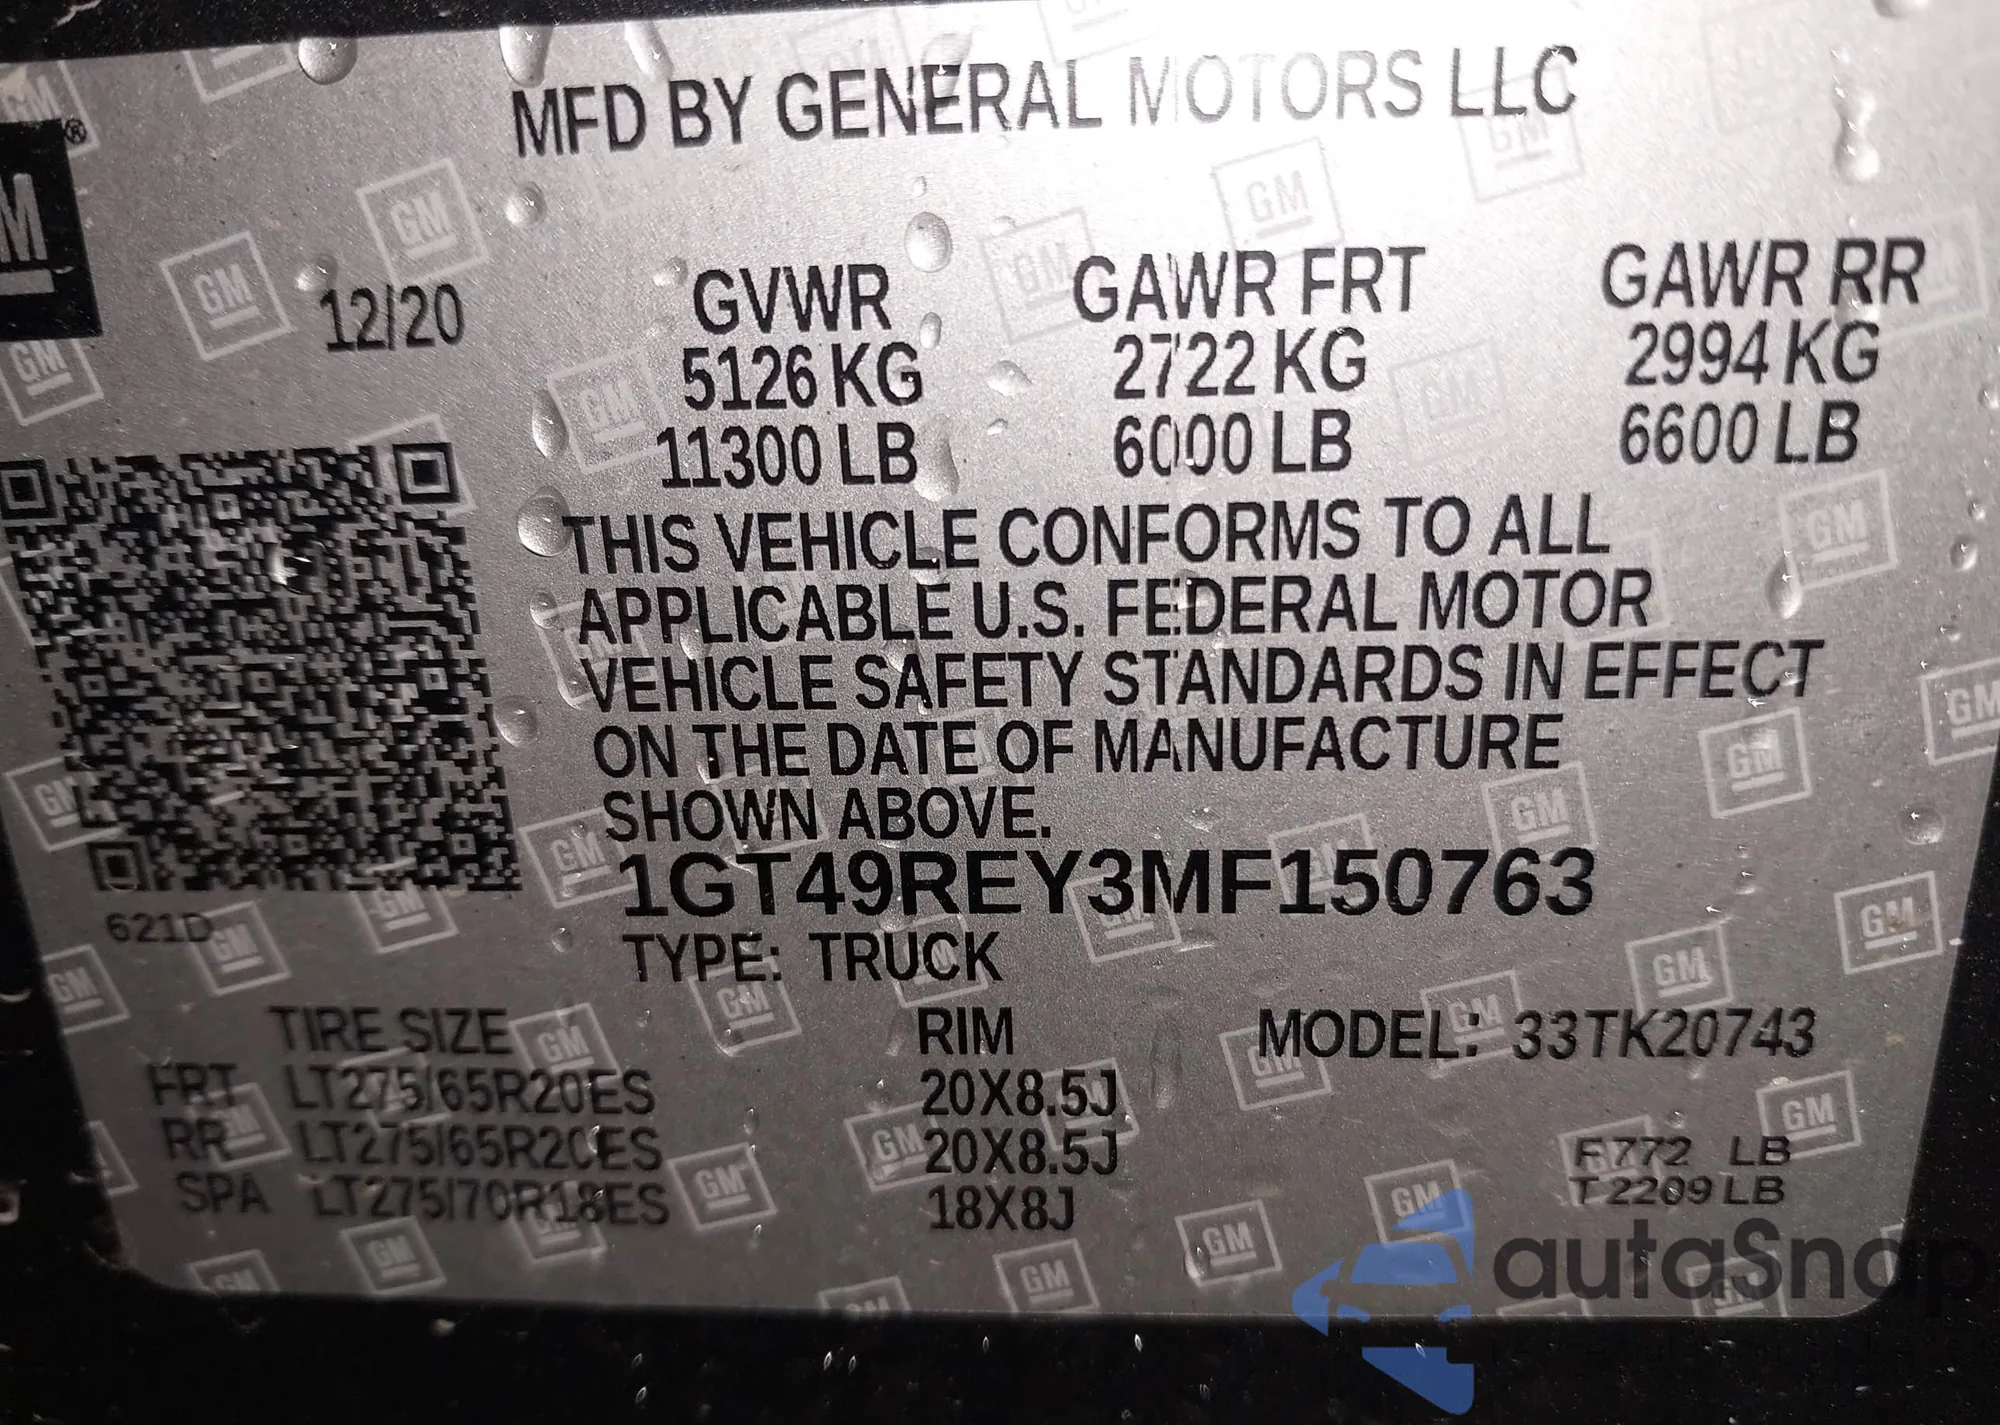 MFD BY GENERAL MOTORS LLC
12/20
GVWR GAWR FRT GAWR RR
5126 KG 2722 KG 2994 KG
11300 LB 6000 LB 6600 LB
THIS VEHICLE CONFORMS TO ALL
APPLICABLE U.S. FEDERAL MOTOR
VEHICLE SAFETY STANDARDS IN EFFECT
ON THE DATE OF MANUFACTURE
SHOWN ABOVE.
1GT49REY3MF150763
621D
TYPE: TRUCK
TIRE SIZE RIM MODEL: 33TK20743
FRT LT275/65R20ES 20X8.5J
RR LT275/65R20ES 20X8.5J
SPA LT275/70R18ES 18X8J
F 772 LB
T 2209 LB
autaSnap